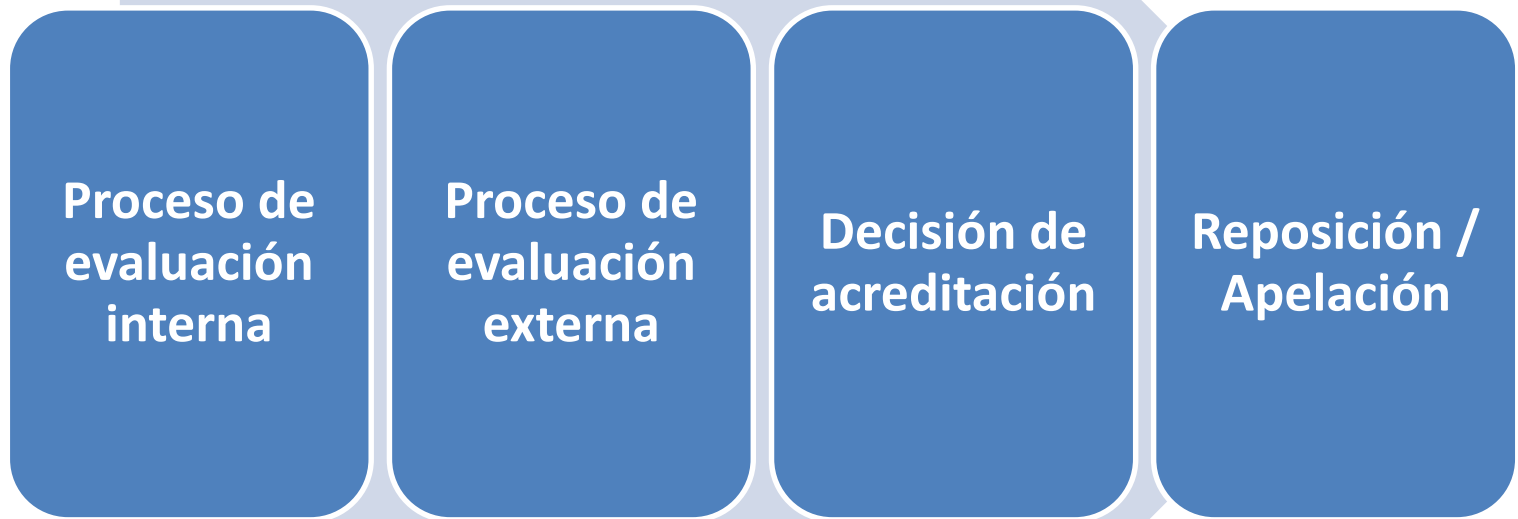 Proceso de
evaluación
interna
Proceso de
evaluación
externa
Decisión de
acreditación
Reposición /
Apelación